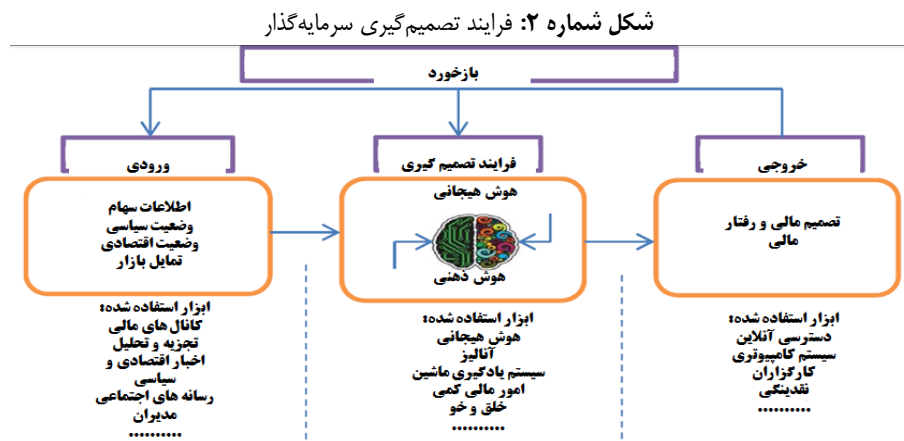 شکل شماره ۲: فرایند تصمیم‌گیری سرمایه‌گذار
بازخورد
ورودی
اطلاعات سهام
وضعیت سیاسی
وضعیت اقتصادی
تمایل بازار
ابزار استفاده شده:
کانال های مالی
تجزیه و تحلیل
اخبار اقتصادی و
سیاسی
رسانه های اجتماعی
مدیران
..........
فرایند تصمیم گیری
هوش هیجانی
هوش ذهنی
ابزار استفاده شده:
هوش هیجانی
آنالیز
سیستم یادگیری ماشین
امور مالی کمی
خلق و خو
..........
خروجی
تصمیم مالی و رفتار
مالی
ابزار استفاده شده:
دسترسی آنلاین
سیستم کامپیوتری
کارگزاران
نقدینگی
..........